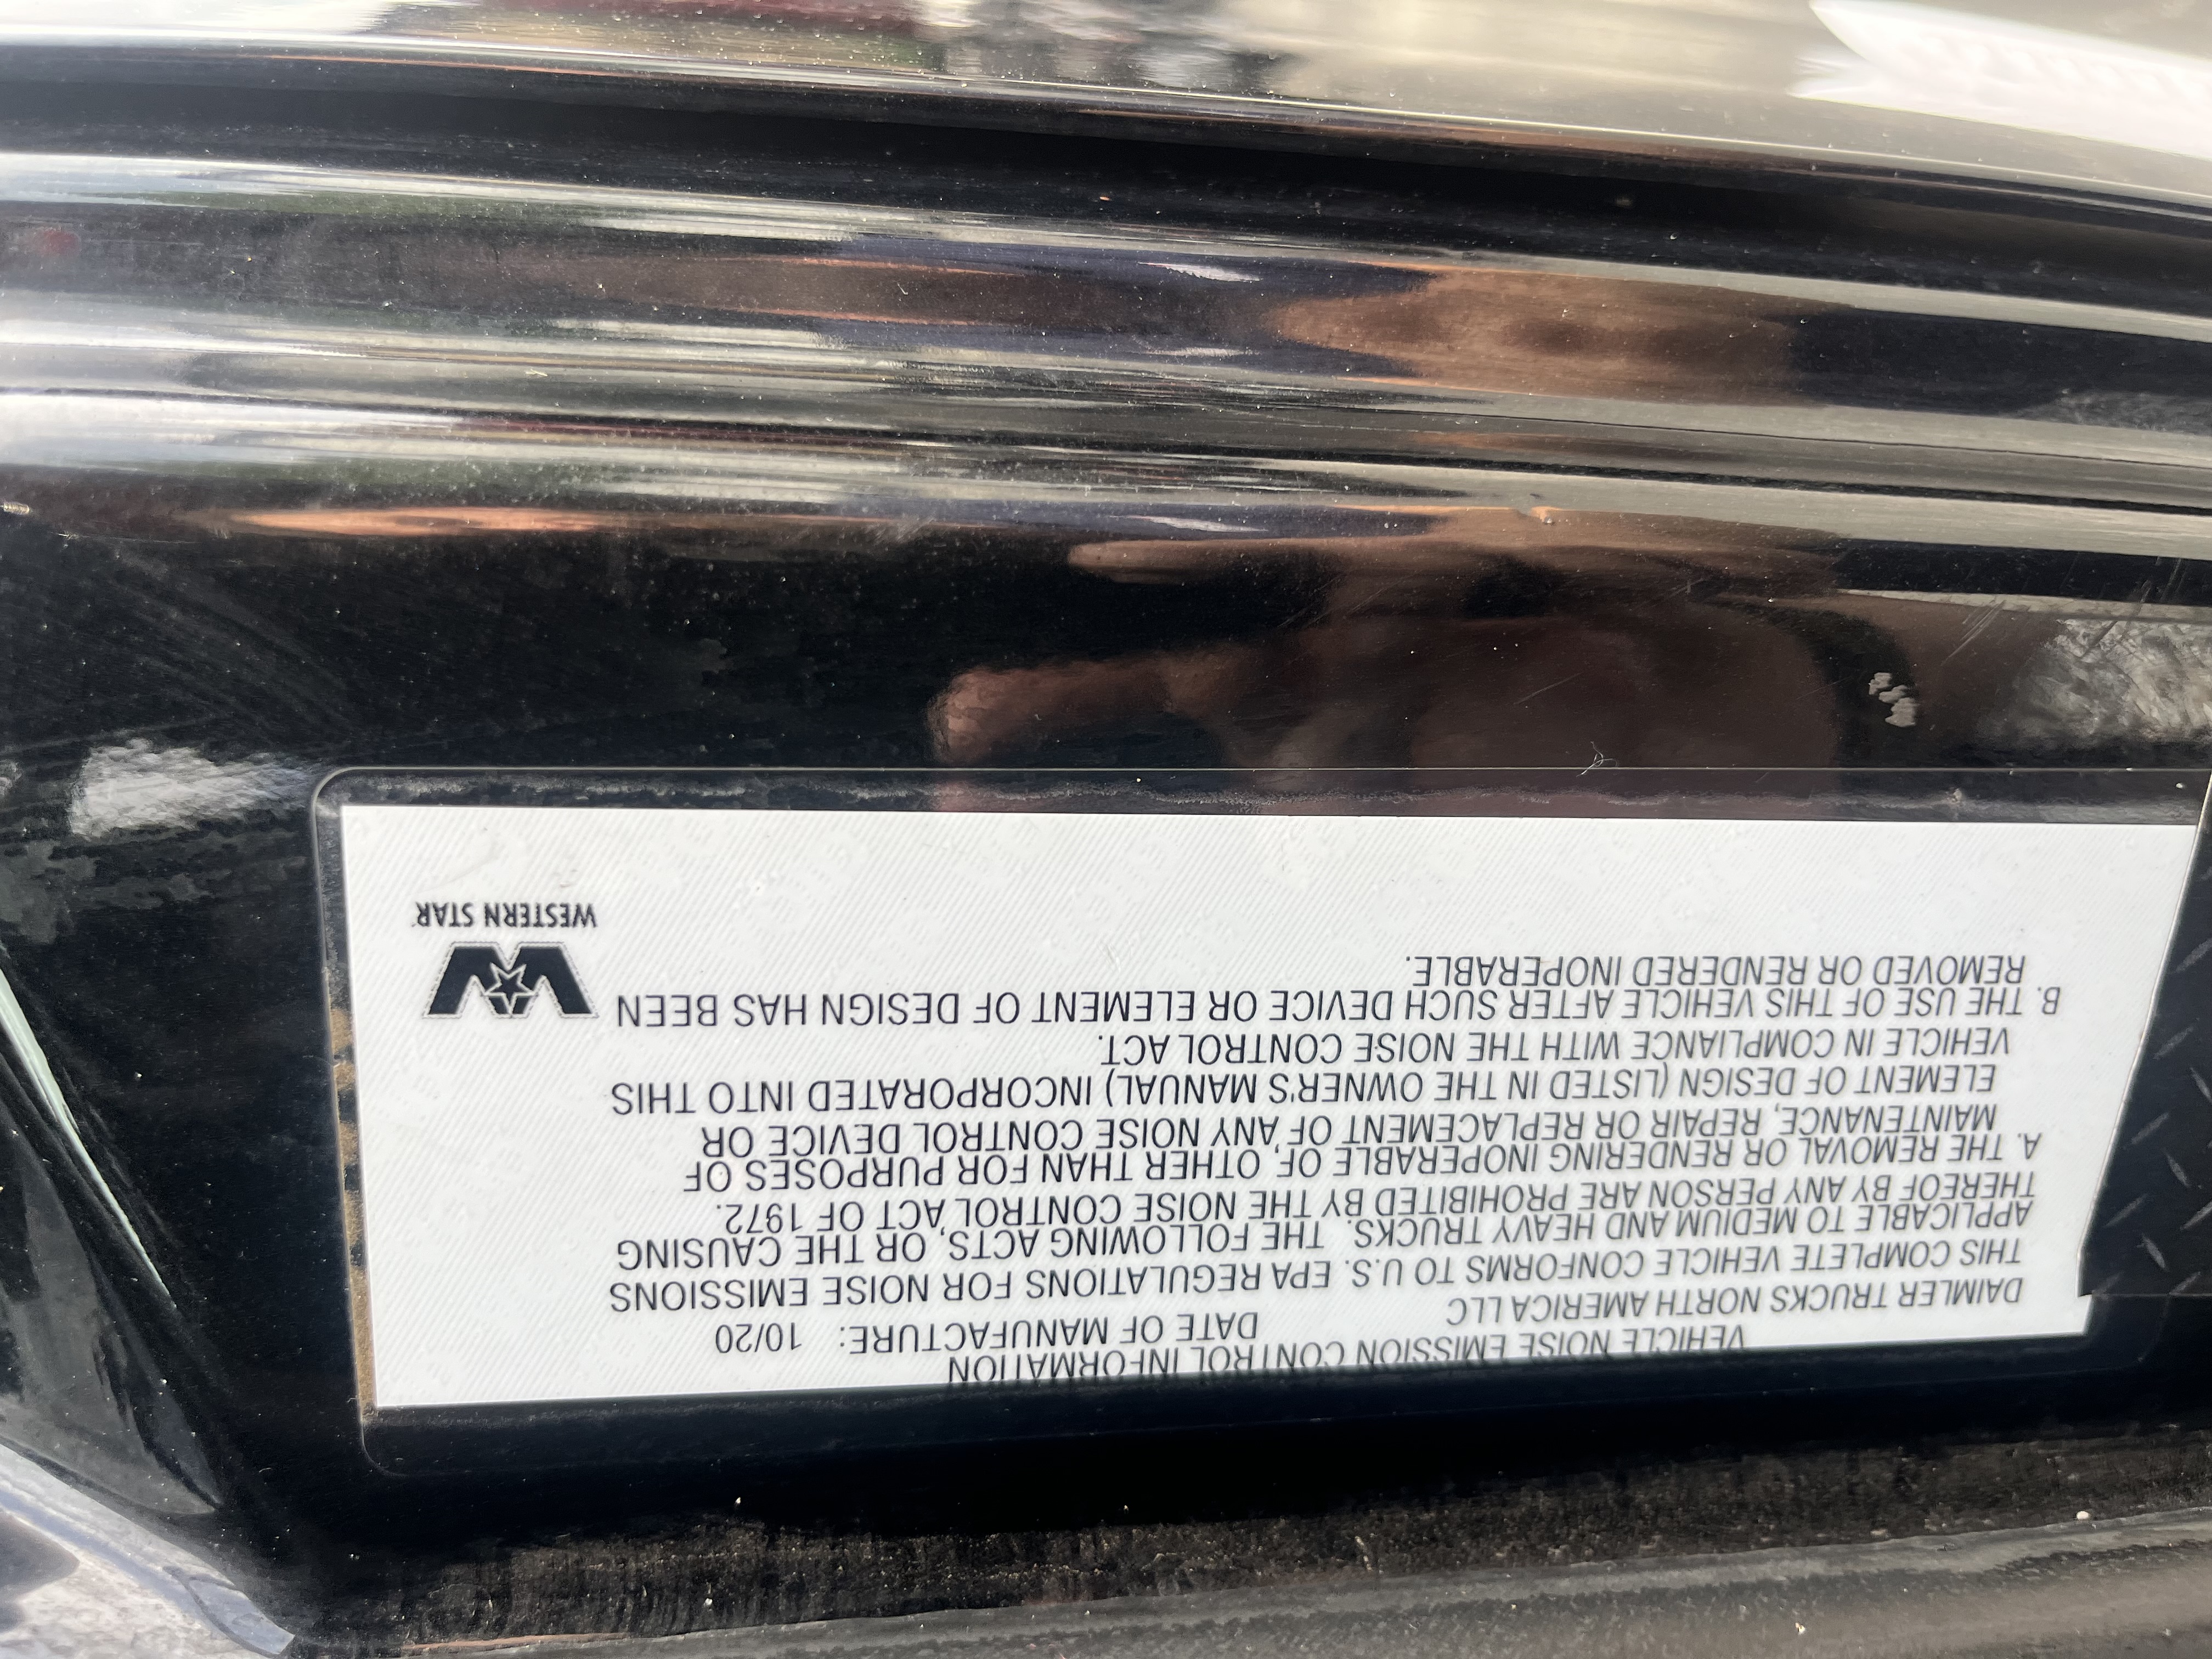 VEHICLE NOISE EMISSION CONTROL INFORMATION
DAIMLER TRUCKS NORTH AMERICA LLC DATE OF MANUFACTURE: 10/20
THIS COMPLETE VEHICLE CONFORMS TO U.S. EPA REGULATIONS FOR NOISE EMISSIONS
APPLICABLE TO MEDIUM AND HEAVY TRUCKS. THE FOLLOWING ACTS, OR THE CAUSING
THEREOF BY ANY PERSON ARE PROHIBITED BY THE NOISE CONTROL ACT OF 1972.
A. THE REMOVAL OR RENDERING INOPERABLE OF, OTHER THAN FOR PURPOSES OF
MAINTENANCE, REPAIR OR REPLACEMENT OF ANY NOISE CONTROL DEVICE OR
ELEMENT OF DESIGN (LISTED IN THE OWNER'S MANUAL) INCORPORATED INTO THIS
VEHICLE IN COMPLIANCE WITH THE NOISE CONTROL ACT.
B. THE USE OF THIS VEHICLE AFTER SUCH DEVICE OR ELEMENT OF DESIGN HAS BEEN
REMOVED OR RENDERED INOPERABLE.
WESTERN STAR